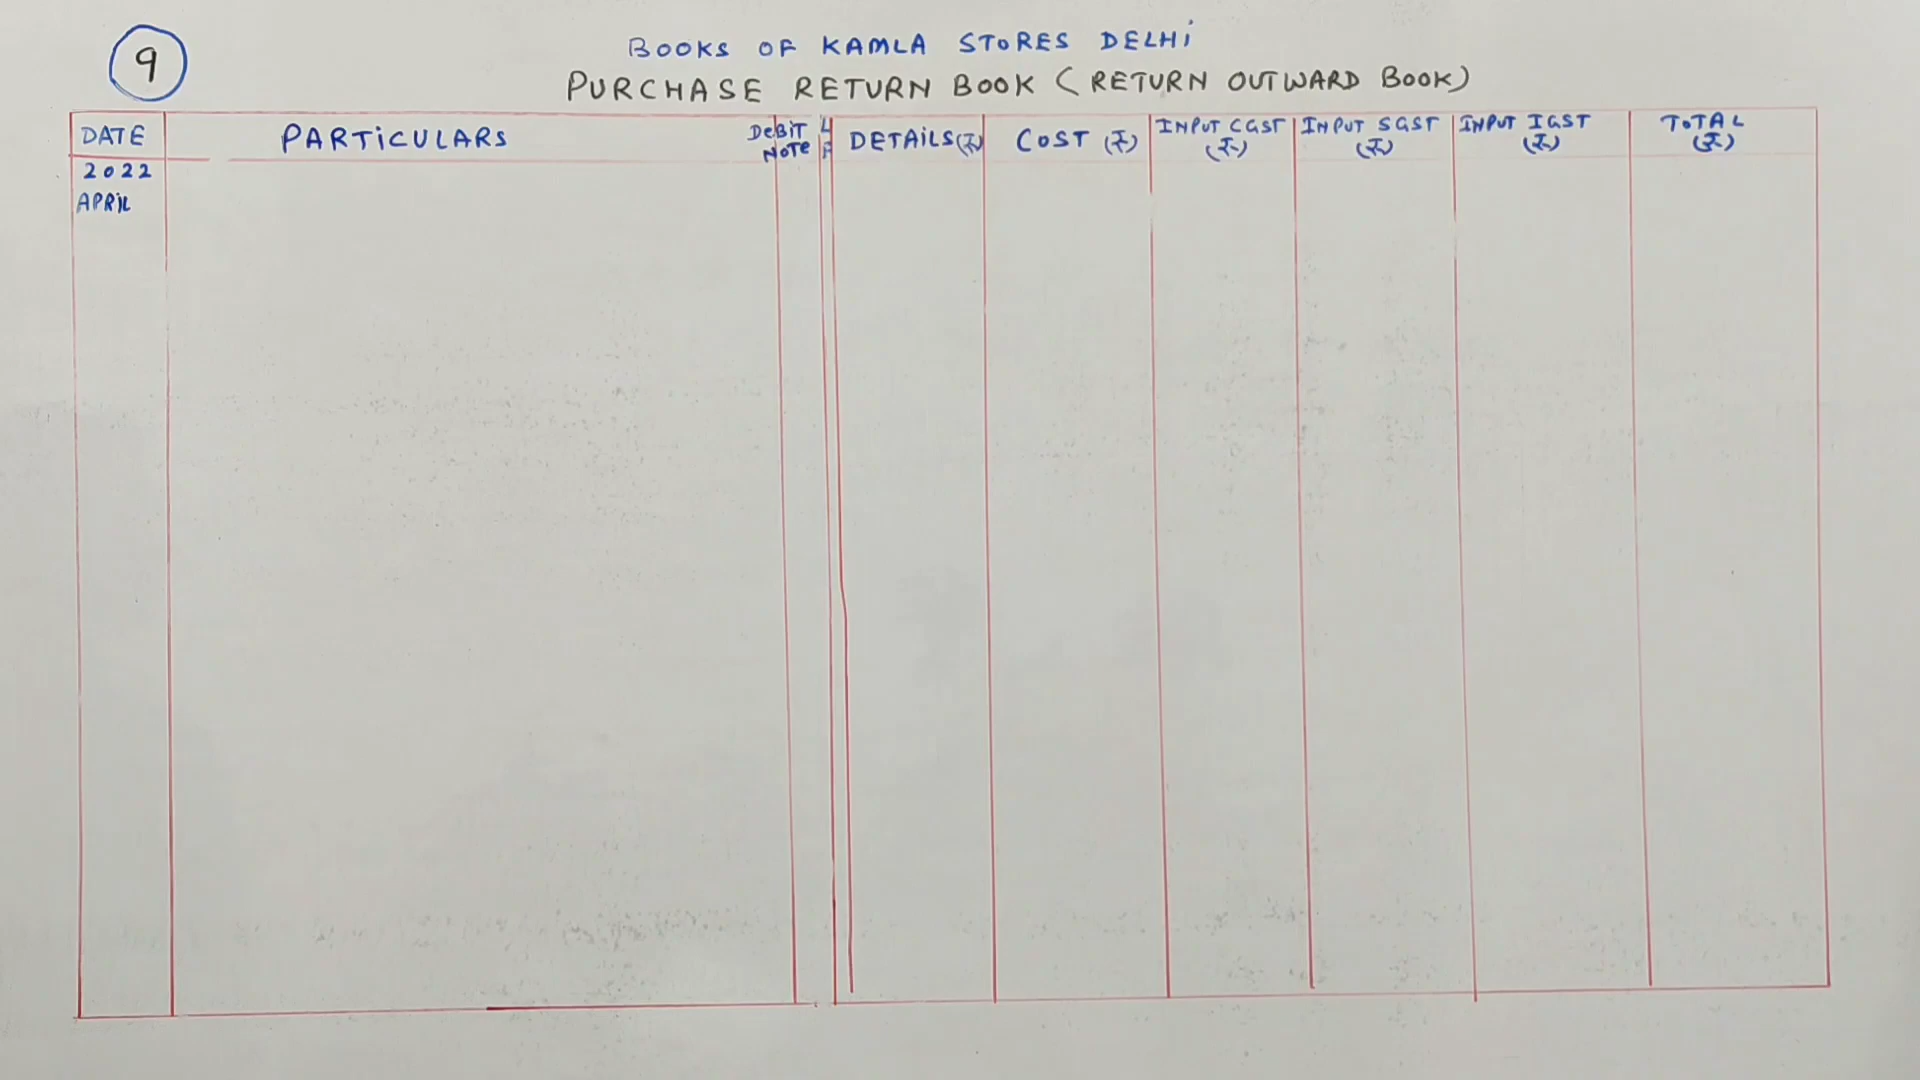 9
BOOKS OF KAMLA STORES DELHI
PURCHASE RETURN BOOK (RETURN OUTWARD BOOK)
DATE PARTICULARS DEBIT NOTE LF DETAILS(₹) COST (₹) INPUT CGST (₹) INPUT SGST (₹) INPUT IGST (₹) TOTAL (₹)
2022
APRIL